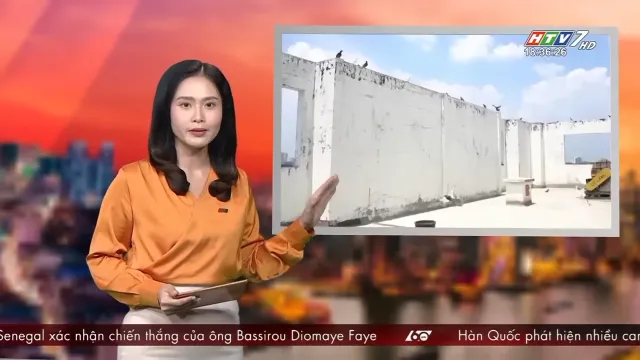 HTV7 HD
18:36:26
Senegal xác nhận chiến thắng của ông Bassirou Diomaye Faye 60 Hàn Quốc phát hiện nhiều